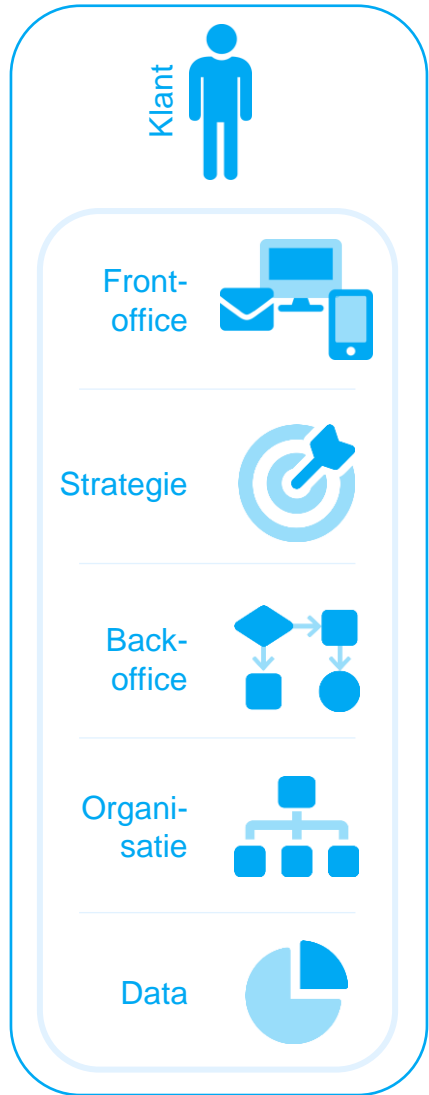 Klant
Front-
office
Strategie
Back-
office
Organi-
satie
Data